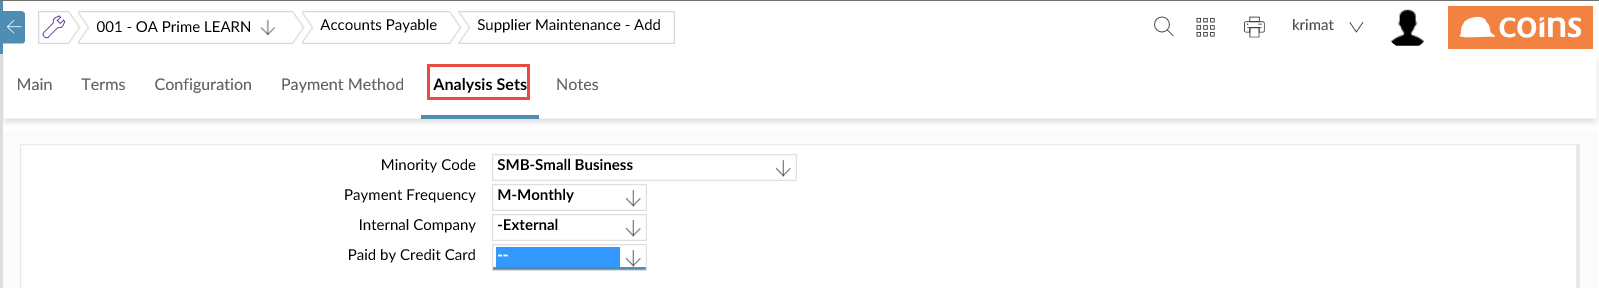 001 - OA Prime LEARN Accounts Payable Supplier Maintenance - Add krimat coins
Main Terms Configuration Payment Method Analysis Sets Notes
Minority Code SMB-Small Business
Payment Frequency M-Monthly
Internal Company -External
Paid by Credit Card --